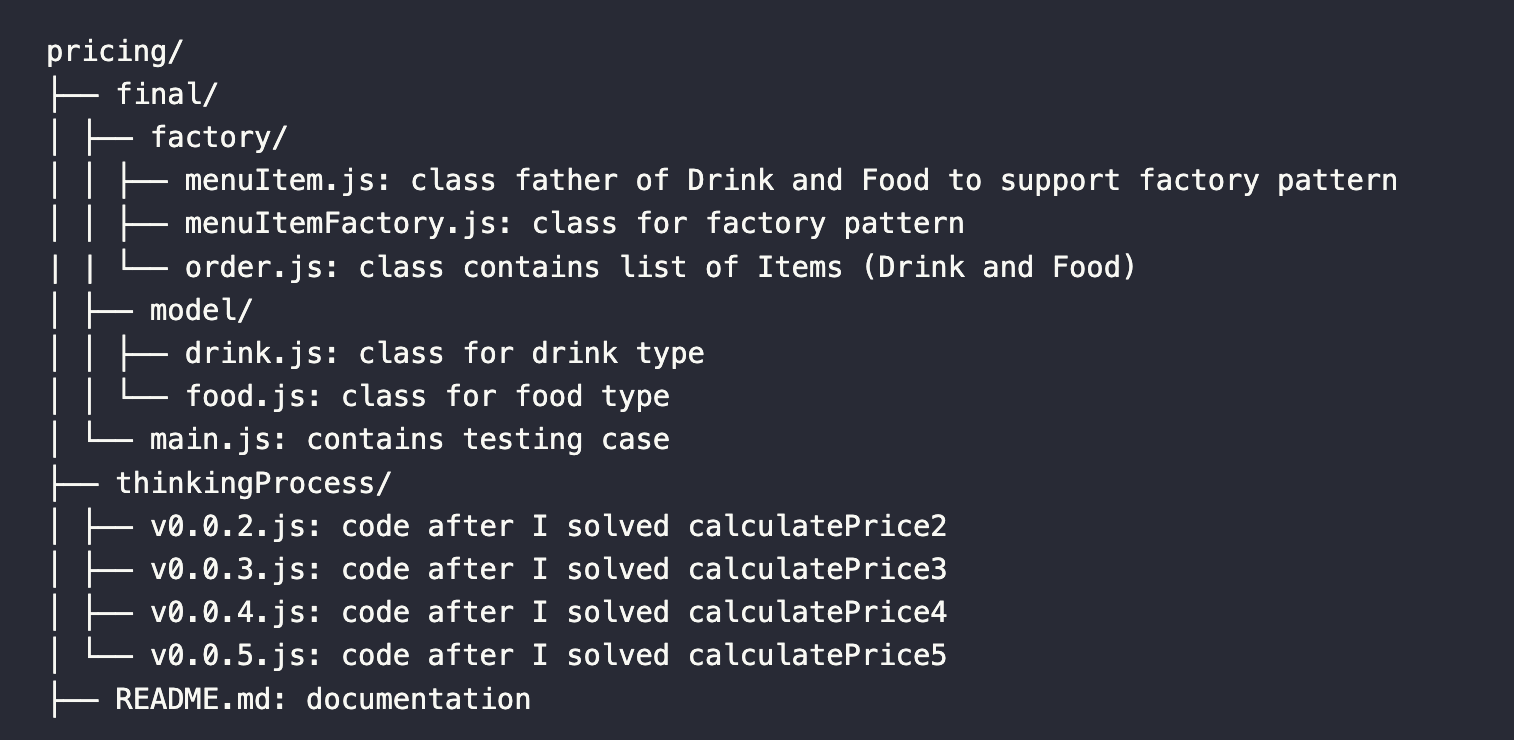 pricing/
├── final/
│ ├── factory/
│ │ ├── menuItem.js: class father of Drink and Food to support factory pattern
│ │ ├── menuItemFactory.js: class for factory pattern
| | └── order.js: class contains list of Items (Drink and Food)
│ ├── model/
│ │ ├── drink.js: class for drink type
│ │ └── food.js: class for food type
│ └── main.js: contains testing case
├── thinkingProcess/
│ ├── v0.0.2.js: code after I solved calculatePrice2
│ ├── v0.0.3.js: code after I solved calculatePrice3
│ ├── v0.0.4.js: code after I solved calculatePrice4
│ └── v0.0.5.js: code after I solved calculatePrice5
├── README.md: documentation